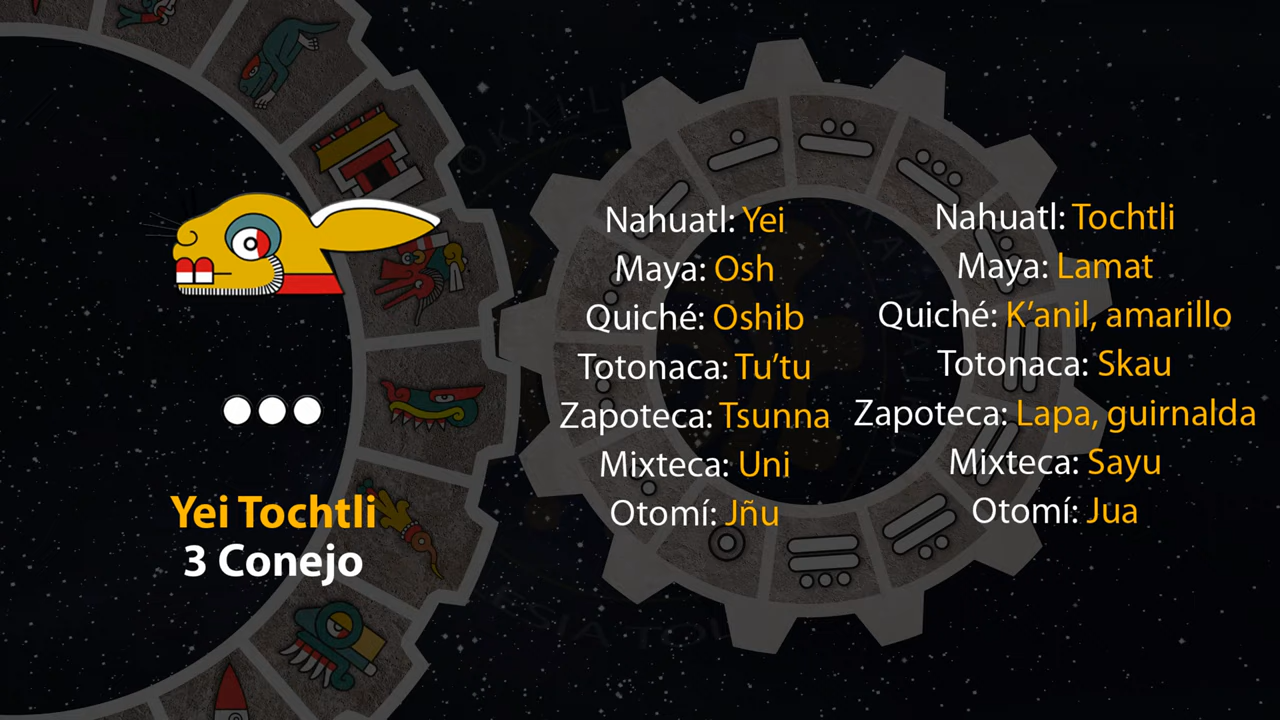 Nahuatl: Yei
Maya: Osh
Quiché: Oshib
Totonaca: Tu’tu
Zapoteca: Tsunna
Mixteca: Uni
Otomí: Jñu
Nahuatl: Tochtli
Maya: Lamat
Quiché: K’anil, amarillo
Totonaca: Skau
Zapoteca: Lapa, guirnalda
Mixteca: Sayu
Otomí: Jua
Yei Tochtli
3 Conejo